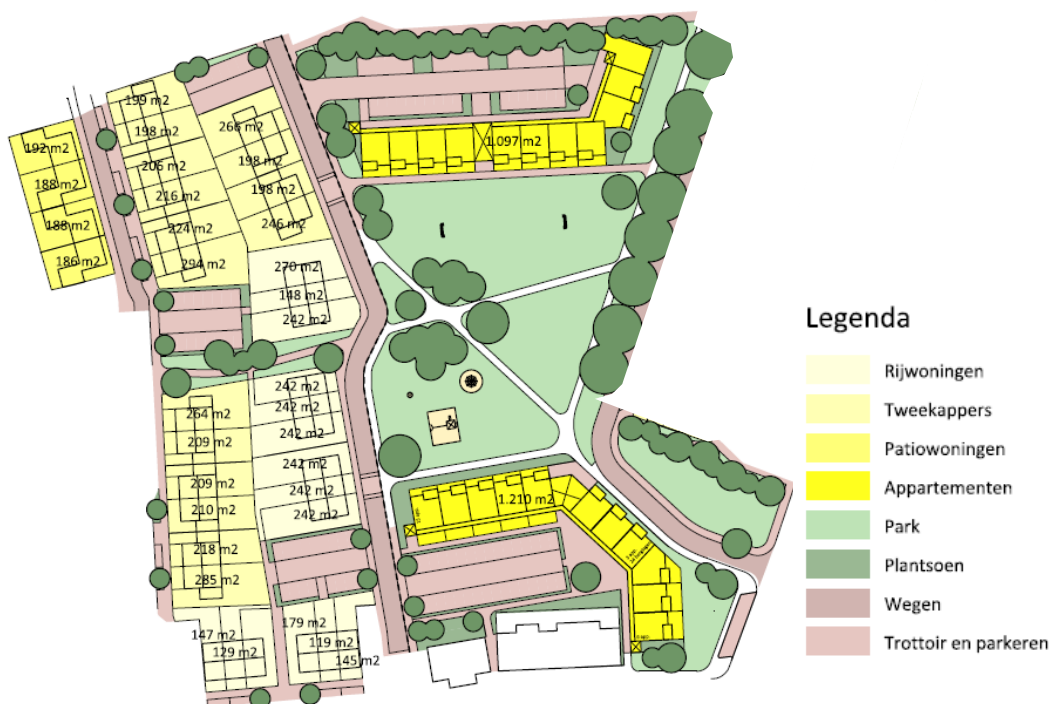 199 m2
198 m2
206 m2
216 m2
224 m2
294 m2
266 m2
198 m2
198 m2
246 m2
192 m2
188 m2
188 m2
186 m2
270 m2
148 m2
242 m2
1.097 m2
264 m2
209 m2
209 m2
210 m2
218 m2
285 m2
242 m2
242 m2
242 m2
242 m2
242 m2
242 m2
147 m2
129 m2
179 m2
119 m2
145 m2
1.210 m2
Legenda
Rijwoningen
Tweekappers
Patiowoningen
Appartementen
Park
Plantsoen
Wegen
Trottoir en parkeren